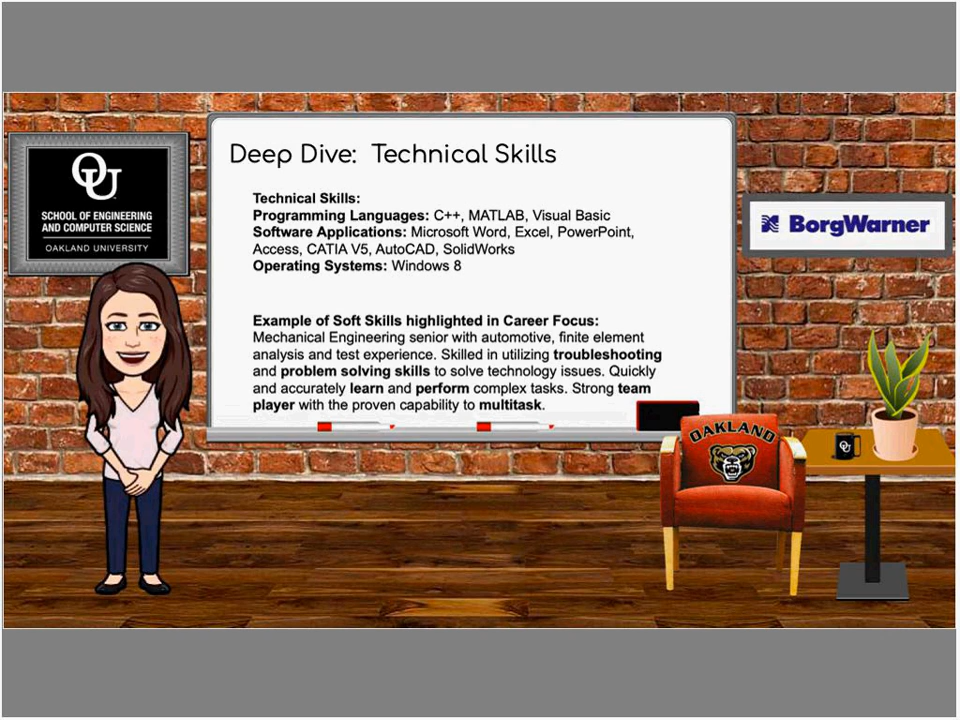 OU
SCHOOL OF ENGINEERING
AND COMPUTER SCIENCE
OAKLAND UNIVERSITY
Deep Dive: Technical Skills
Technical Skills:
Programming Languages: C++, MATLAB, Visual Basic
Software Applications: Microsoft Word, Excel, PowerPoint,
Access, CATIA V5, AutoCAD, SolidWorks
Operating Systems: Windows 8
Example of Soft Skills highlighted in Career Focus:
Mechanical Engineering senior with automotive, finite element
analysis and test experience. Skilled in utilizing troubleshooting
and problem solving skills to solve technology issues. Quickly
and accurately learn and perform complex tasks. Strong team
player with the proven capability to multitask.
BorgWarner
OAKLAND
OU